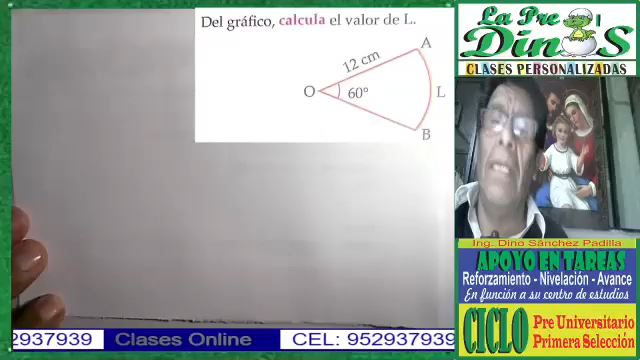 Del gráfico, calcula el valor de L.
A
12 cm
O
60°
L
B
La Pre
DinoS
CLASES PERSONALIZADAS
Ing. Dino Sánchez Padilla
APOYO EN TAREAS
Reforzamiento - Nivelación - Avance
En función a su centro de estudios
CICLO
Pre Universitario
Primera Selección
2937939 Clases Online CEL: 952937939